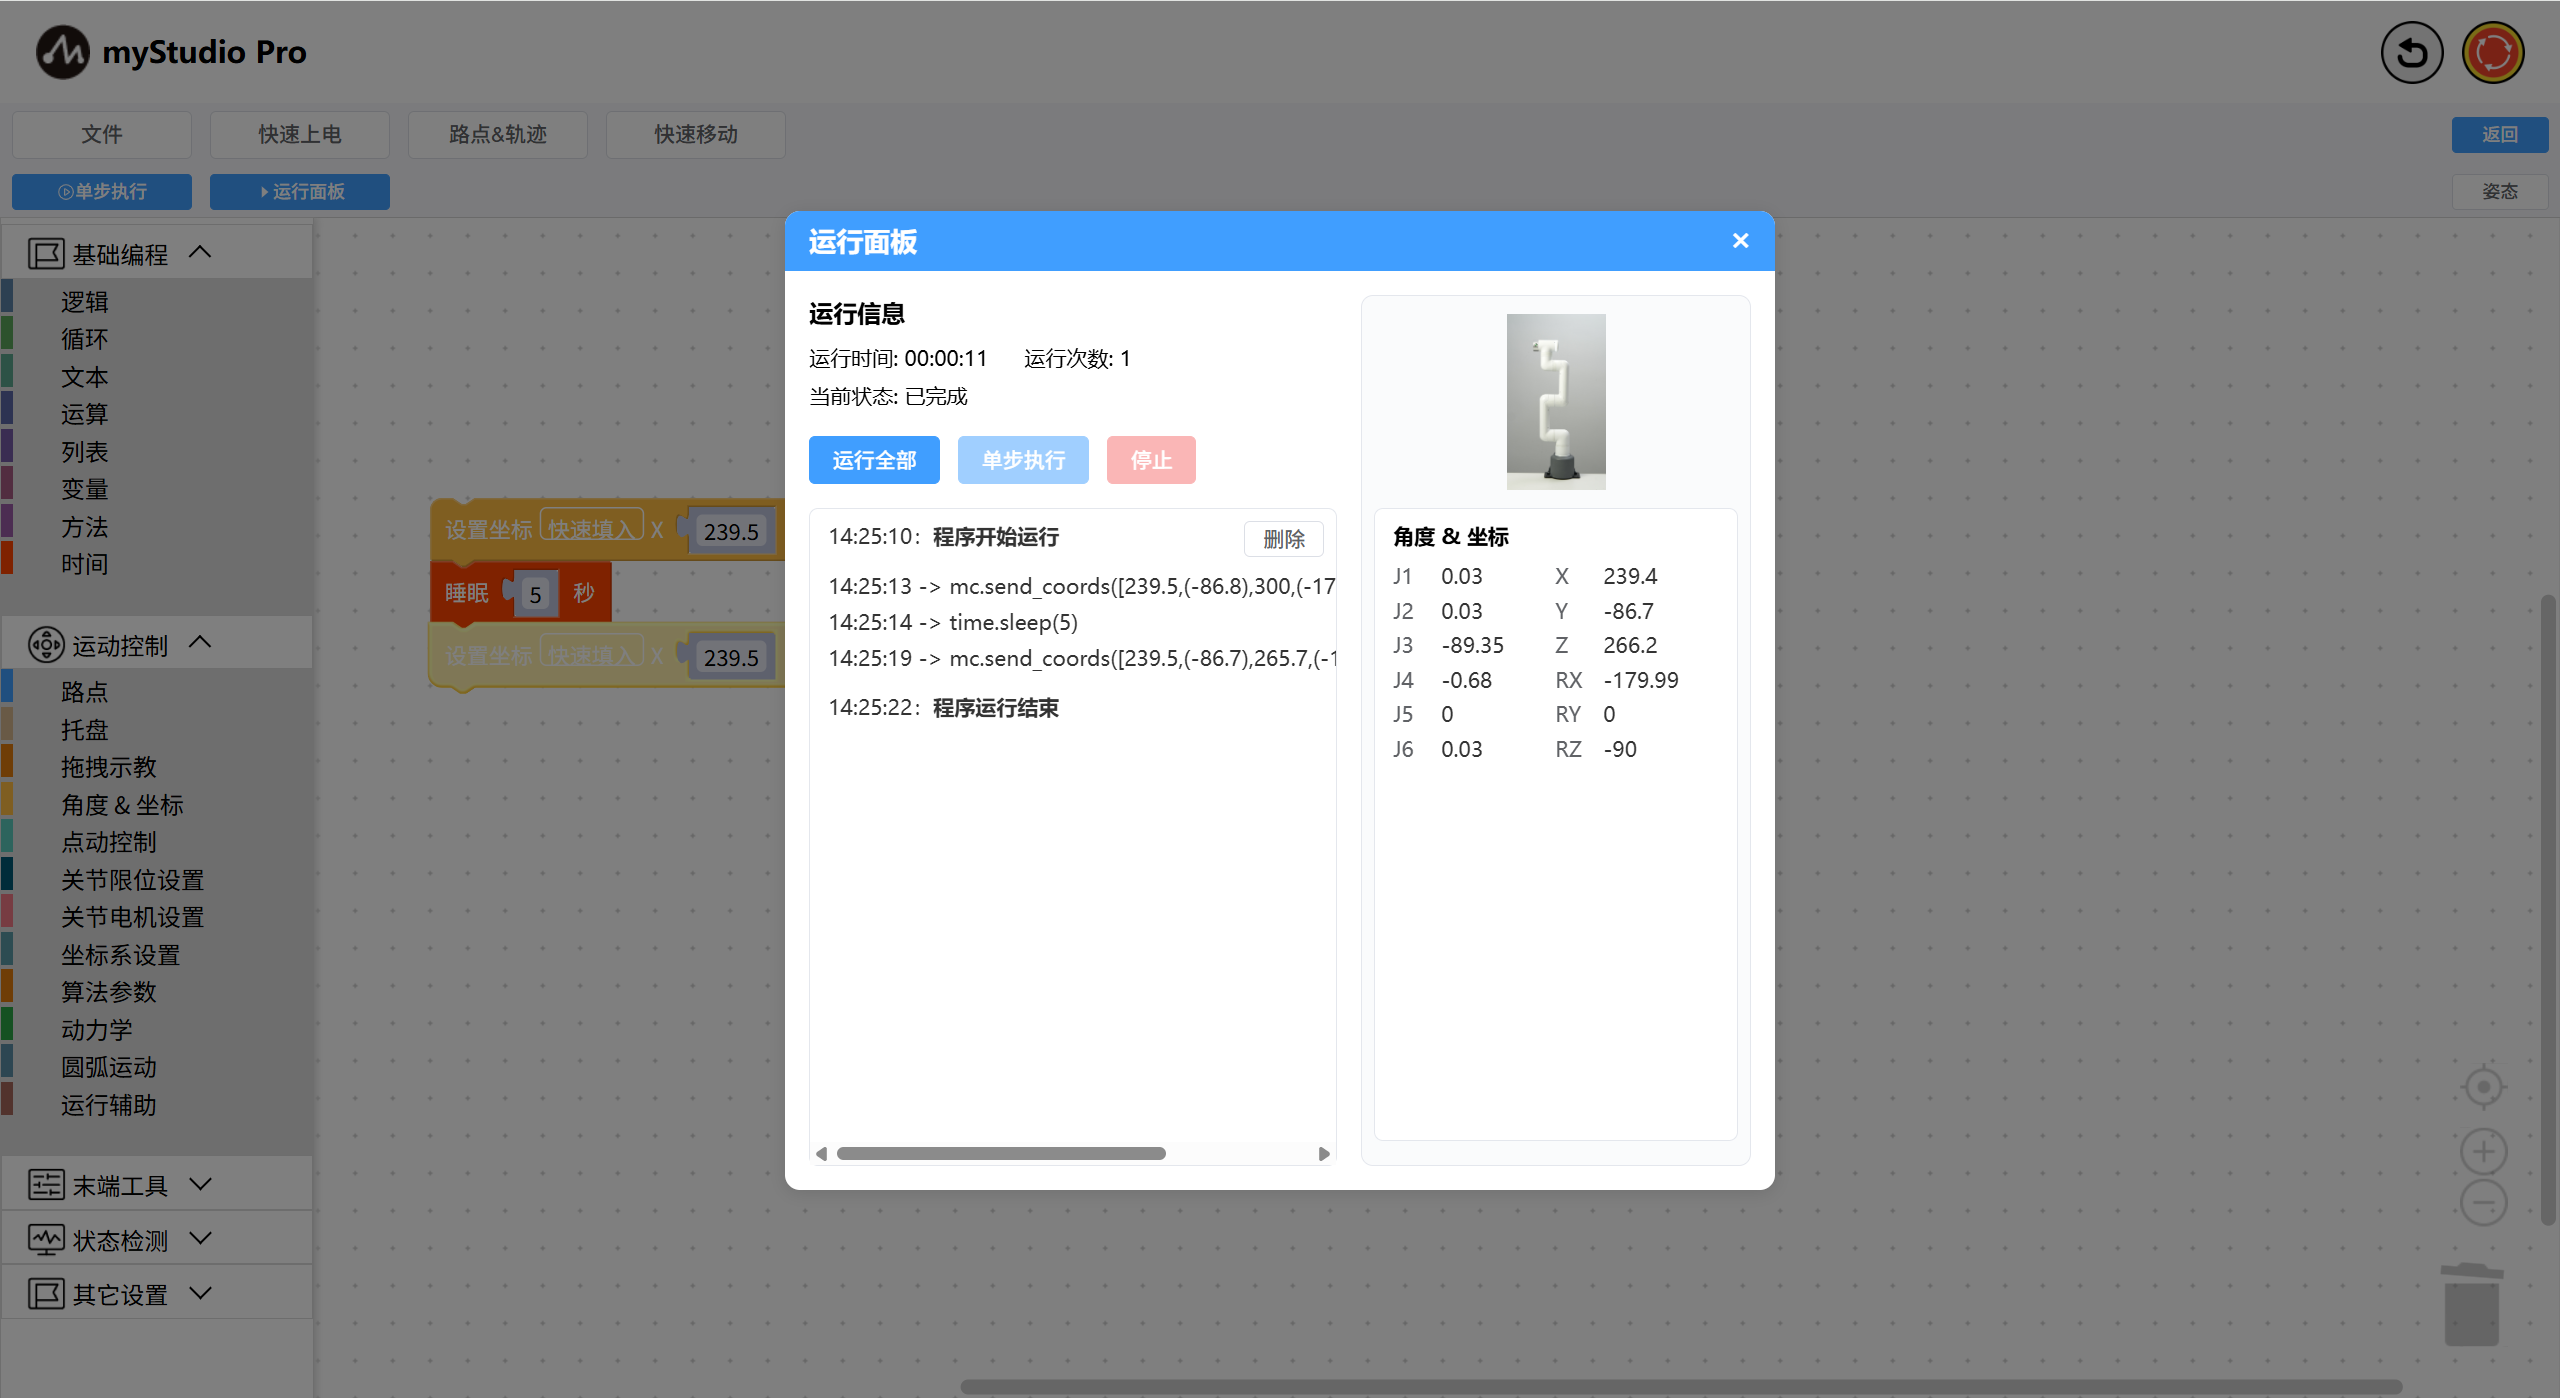 myStudio Pro
文件
快速上电
路点&轨迹
快速移动
返回
单步执行
运行面板
姿态
基础编程
逻辑
循环
文本
运算
列表
变量
方法
时间
运动控制
路点
托盘
拖拽示教
角度 & 坐标
点动控制
关节限位设置
关节电机设置
坐标系设置
算法参数
动力学
圆弧运动
运行辅助
末端工具
状态检测
其它设置
设置坐标 快速填入 X 239.5
睡眠 5 秒
设置坐标 快速填入 X 239.5
运行面板
运行信息
运行时间: 00:00:11 运行次数: 1
当前状态: 已完成
运行全部 单步执行 停止
14:25:10: 程序开始运行
删除
14:25:13 -> mc.send_coords([239.5,(-86.8),300,(-17
14:25:14 -> time.sleep(5)
14:25:19 -> mc.send_coords([239.5,(-86.7),265.7,(-1
14:25:22: 程序运行结束
角度 & 坐标
J1 0.03 X 239.4
J2 0.03 Y -86.7
J3 -89.35 Z 266.2
J4 -0.68 RX -179.99
J5 0 RY 0
J6 0.03 RZ -90